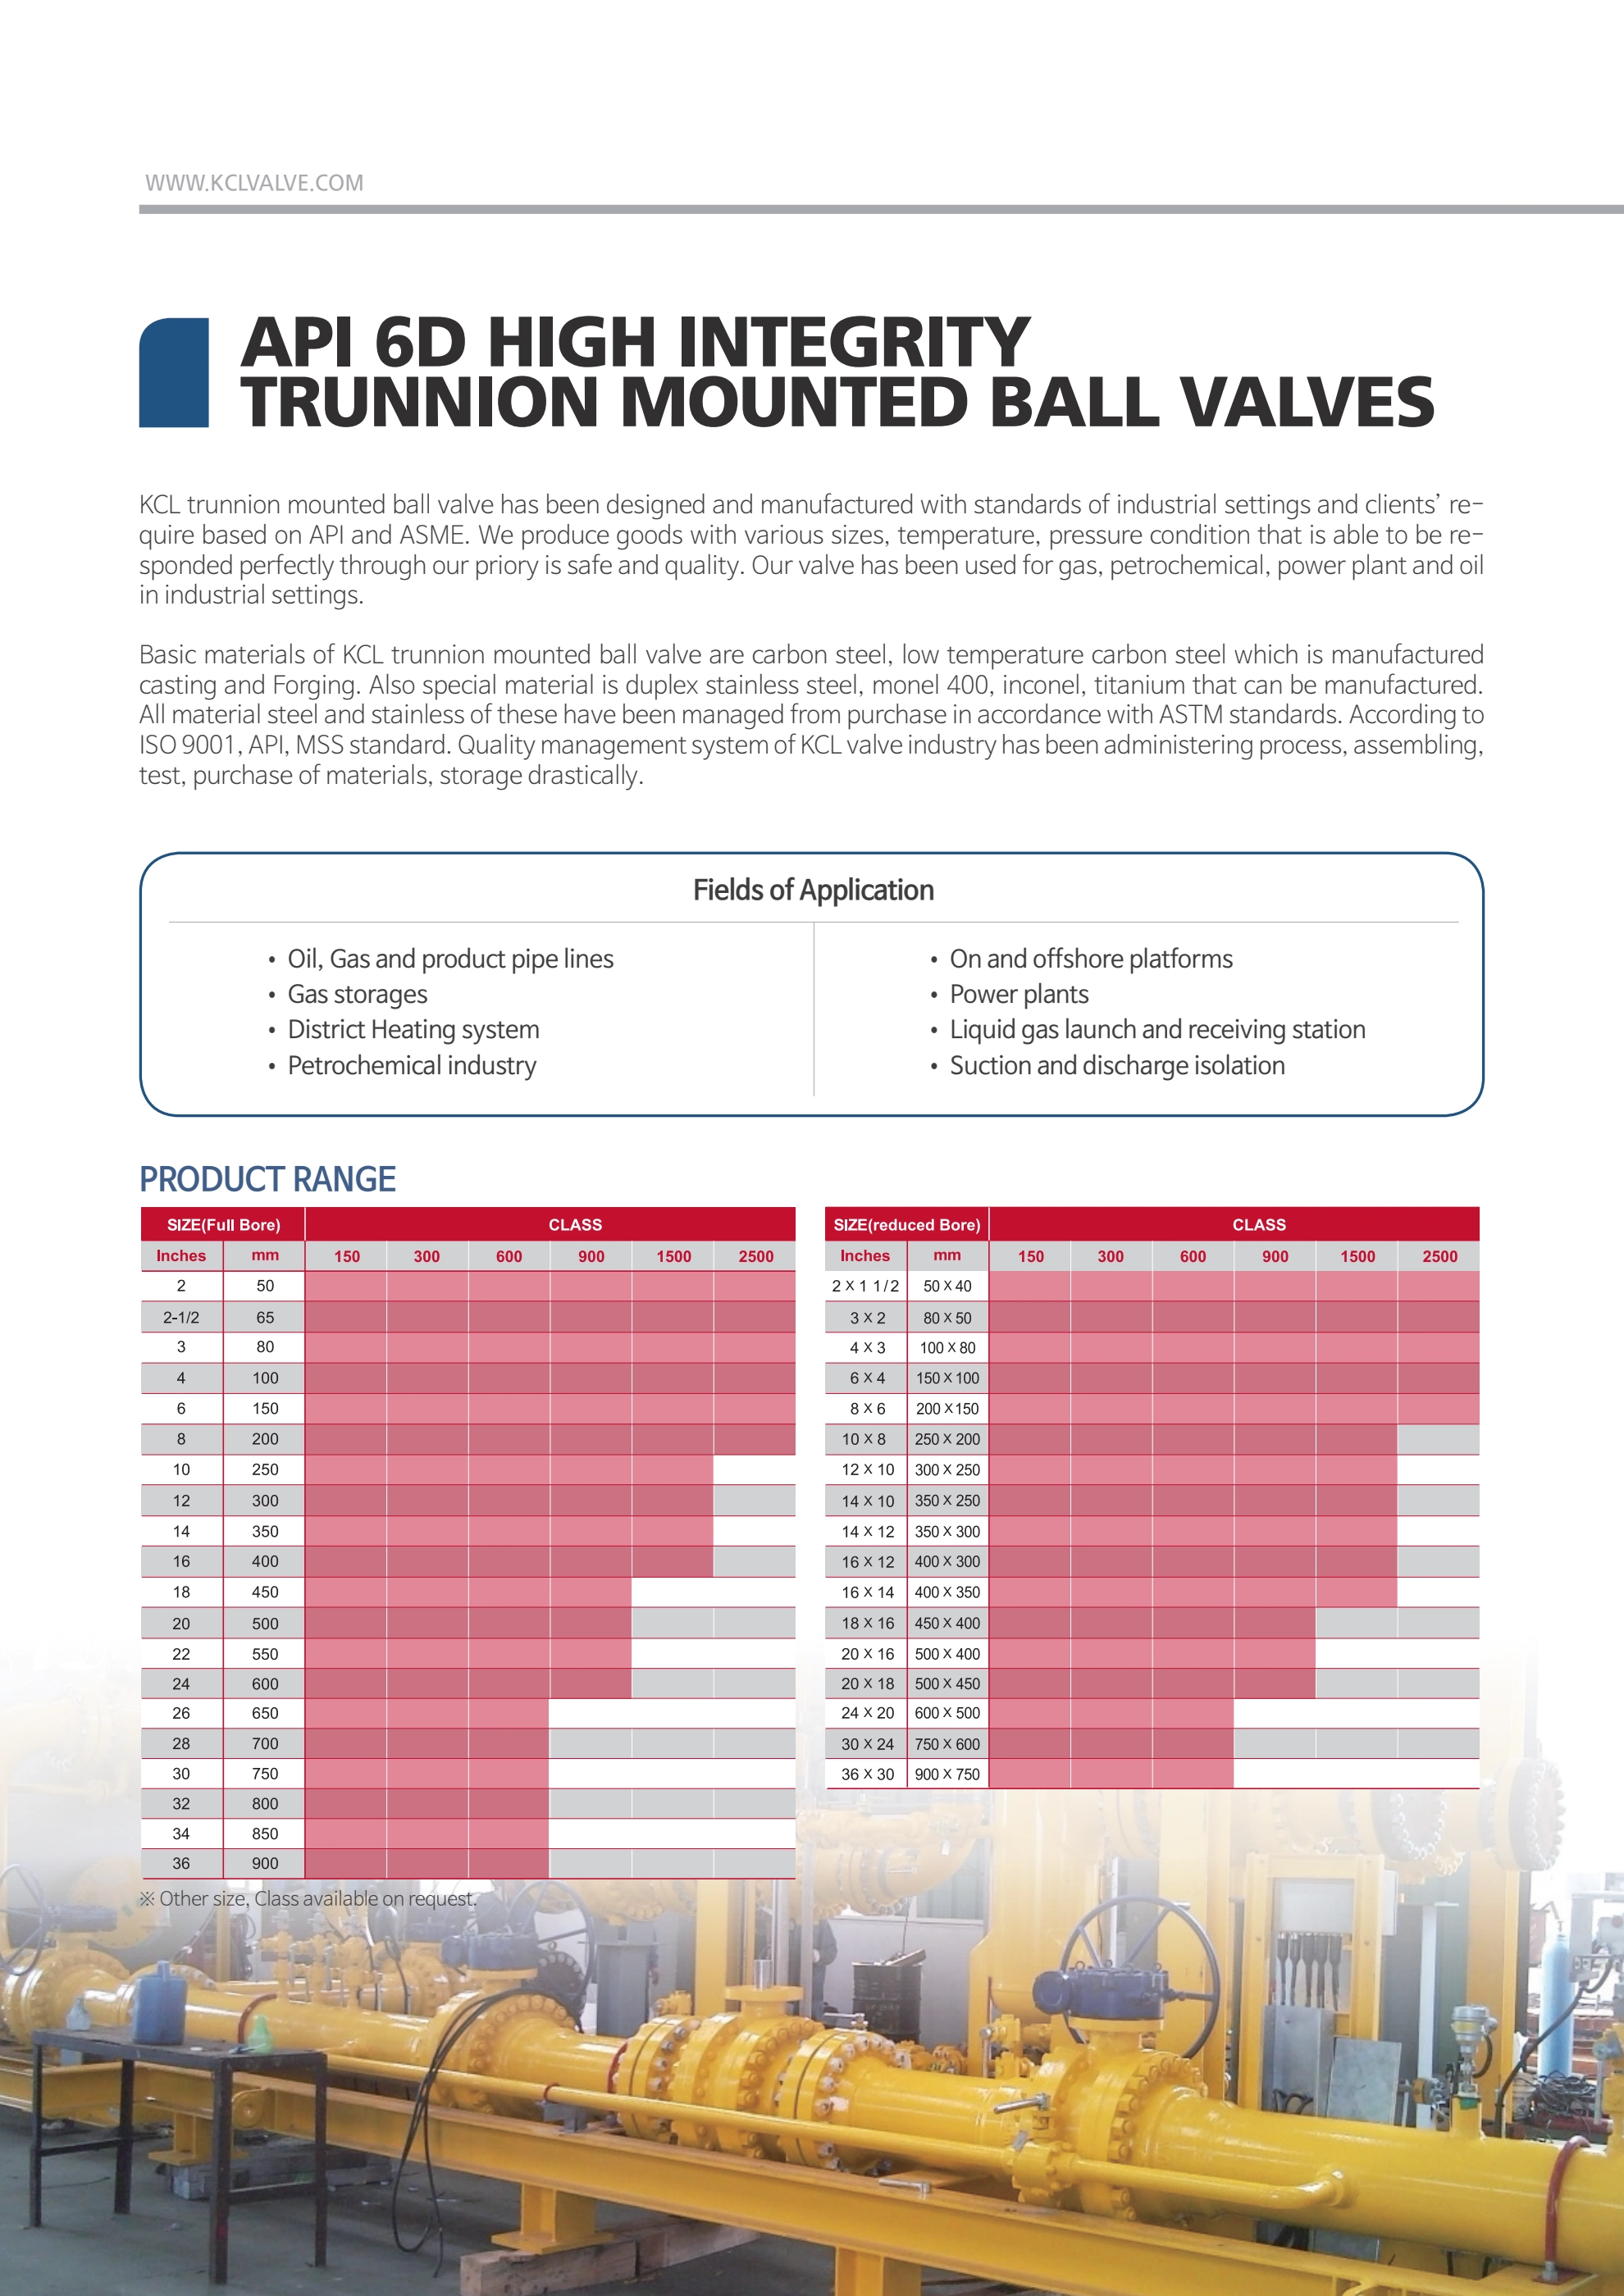 WWW.KCLVALVE.COM
API 6D HIGH INTEGRITY
TRUNNION MOUNTED BALL VALVES
KCL trunnion mounted ball valve has been designed and manufactured with standards of industrial settings and clients’ re-
quire based on API and ASME. We produce goods with various sizes, temperature, pressure condition that is able to be re-
sponded perfectly through our priory is safe and quality. Our valve has been used for gas, petrochemical, power plant and oil
in industrial settings.
Basic materials of KCL trunnion mounted ball valve are carbon steel, low temperature carbon steel which is manufactured
casting and Forging. Also special material is duplex stainless steel, monel 400, inconel, titanium that can be manufactured.
All material steel and stainless of these have been managed from purchase in accordance with ASTM standards. According to
ISO 9001, API, MSS standard. Quality management system of KCL valve industry has been administering process, assembling,
test, purchase of materials, storage drastically.
Fields of Application
• Oil, Gas and product pipe lines
• Gas storages
• District Heating system
• Petrochemical industry
• On and offshore platforms
• Power plants
• Liquid gas launch and receiving station
• Suction and discharge isolation
PRODUCT RANGE
SIZE(Full Bore) CLASS
Inches mm 150 300 600 900 1500 2500
2 50
2-1/2 65
3 80
4 100
6 150
8 200
10 250
12 300
14 350
16 400
18 450
20 500
22 550
24 600
26 650
28 700
30 750
32 800
34 850
36 900
※ Other size, Class available on request.
SIZE(reduced Bore) CLASS
Inches mm 150 300 600 900 1500 2500
2 X 1 1/2 50 X 40
3 X 2 80 X 50
4 X 3 100 X 80
6 X 4 150 X 100
8 X 6 200 X 150
10 X 8 250 X 200
12 X 10 300 X 250
14 X 10 350 X 250
14 X 12 350 X 300
16 X 12 400 X 300
16 X 14 400 X 350
18 X 16 450 X 400
20 X 16 500 X 400
20 X 18 500 X 450
24 X 20 600 X 500
30 X 24 750 X 600
36 X 30 900 X 750